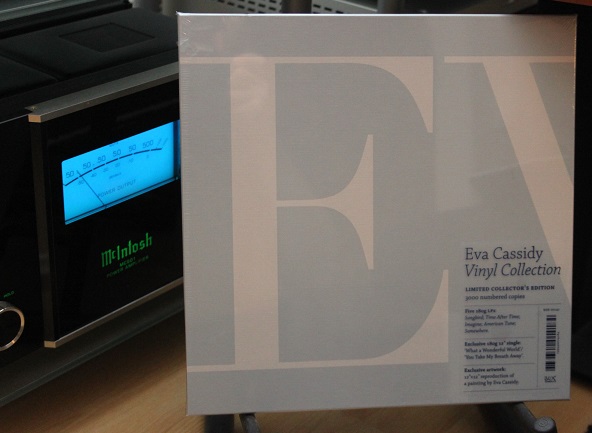 McIntosh
POWER OUTPUT
EV
Eva Cassidy
Vinyl Collection
LIMITED COLLECTOR'S EDITION
5000 numbered copies
Five 180g LPs:
Songbird, Time After Time,
Imagine, American Tune
Somewhere
Exclusive 180g 12" single:
'What a Wonderful World'/
'You Take My Breath Away'
Exclusive artwork:
12"x12" reproduction of
a painting by Eva Cassidy